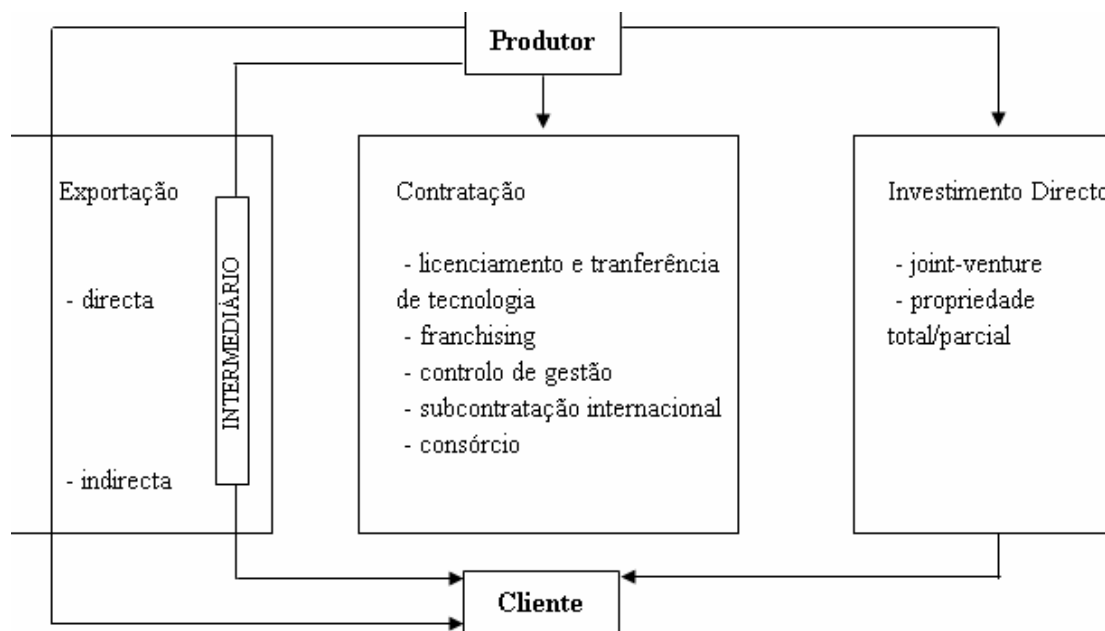 Produtor
Exportação
- directa
- indirecta
INTERMEDIÁRIO
Contratação
- licenciamento e tranferência
de tecnologia
- franchising
- controlo de gestão
- subcontratação internacional
- consórcio
Investimento Directo
- joint-venture
- propriedade
total/parcial
Cliente